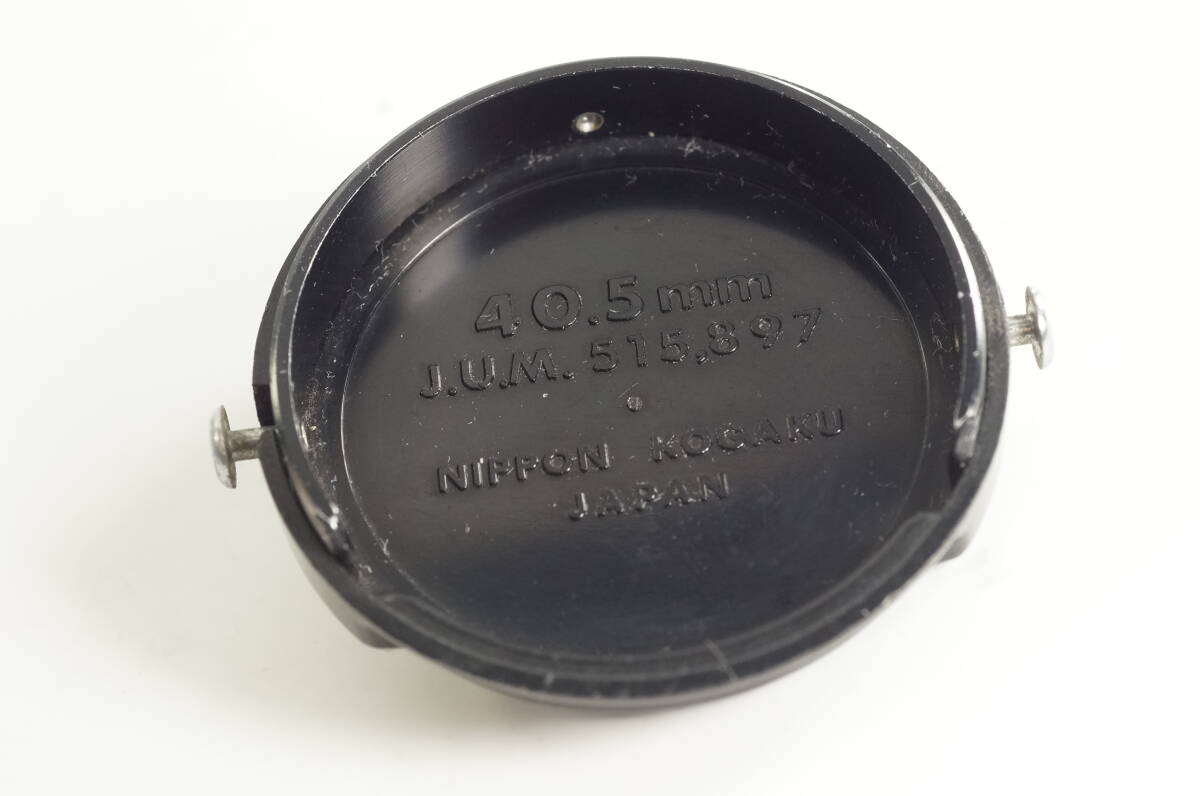 40.5mm
J.U.M. 515,897
NIPPON KOGAKU
JAPAN